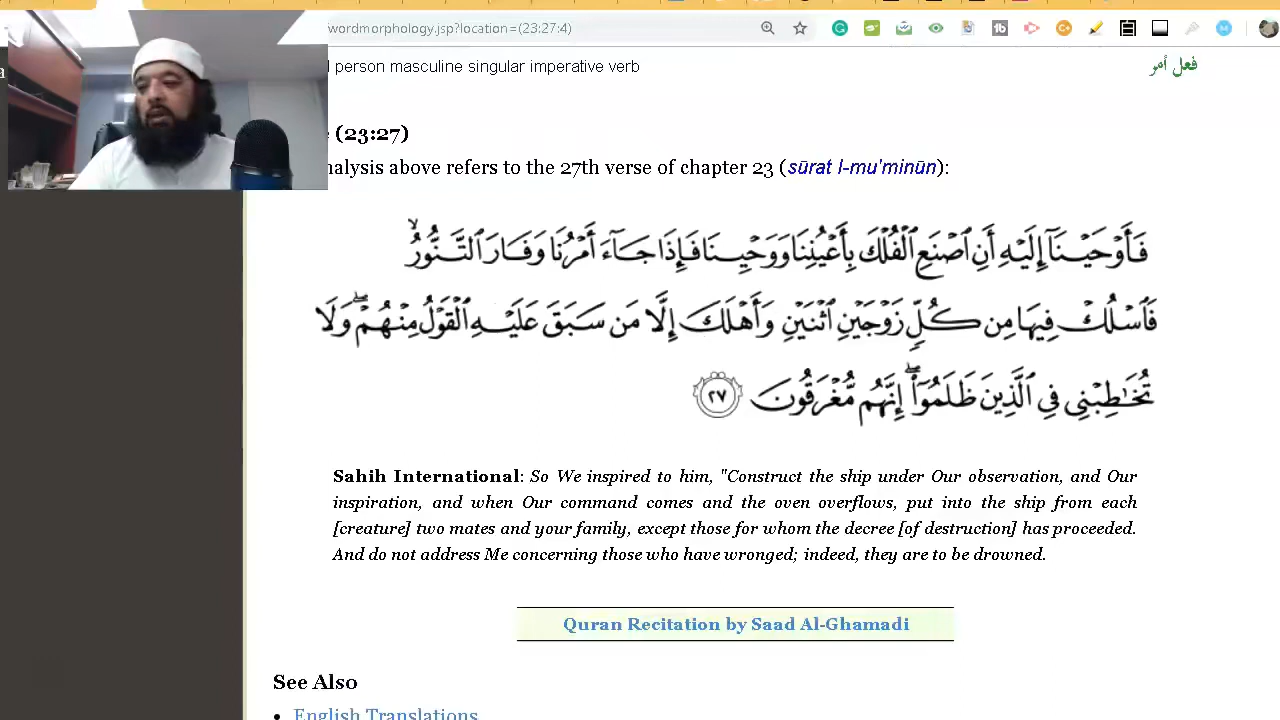 wordmorphology.jsp?location=(23:27:4)
person masculine singular imperative verb
فعل أمر
(23:27)
nalysis above refers to the 27th verse of chapter 23 (sūrat l-mu'minūn):
فَأَوْحَيْنَآ إِلَيْهِ أَنِ ٱصْنَعِ ٱلْفُلْكَ بِأَعْيُنِنَا وَوَحْيِنَا فَإِذَا جَآءَ أَمْرُنَا وَفَارَ ٱلتَّنُّورُ ۙ
فَٱسْلُكْ فِيهَا مِن كُلٍّ زَوْجَيْنِ ٱثْنَيْنِ وَأَهْلَكَ إِلَّا مَن سَبَقَ عَلَيْهِ ٱلْقَوْلُ مِنْهُمْ ۖ وَلَا
تُخَـٰطِبْنِى فِى ٱلَّذِينَ ظَلَمُوٓا۟ ۖ إِنَّهُم مُّغْرَقُونَ ٢٧
Sahih International: So We inspired to him, "Construct the ship under Our observation, and Our
inspiration, and when Our command comes and the oven overflows, put into the ship from each
[creature] two mates and your family, except those for whom the decree [of destruction] has proceeded.
And do not address Me concerning those who have wronged; indeed, they are to be drowned.
Quran Recitation by Saad Al-Ghamadi
See Also
• English Translations